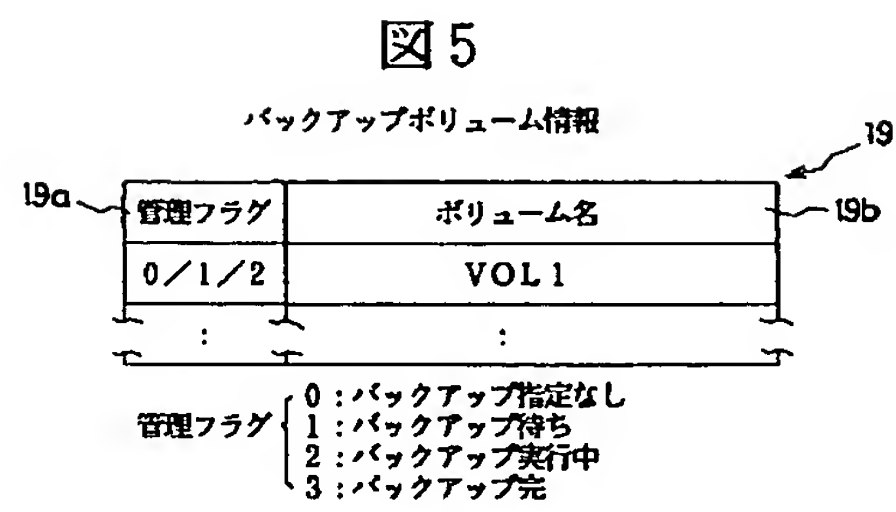 図5
バックアップボリューム情報
19
19a 管理フラグ ボリューム名 19b
0／1／2 VOL1
: :
管理フラグ 0：バックアップ指定なし
1：バックアップ待ち
2：バックアップ実行中
3：バックアップ完